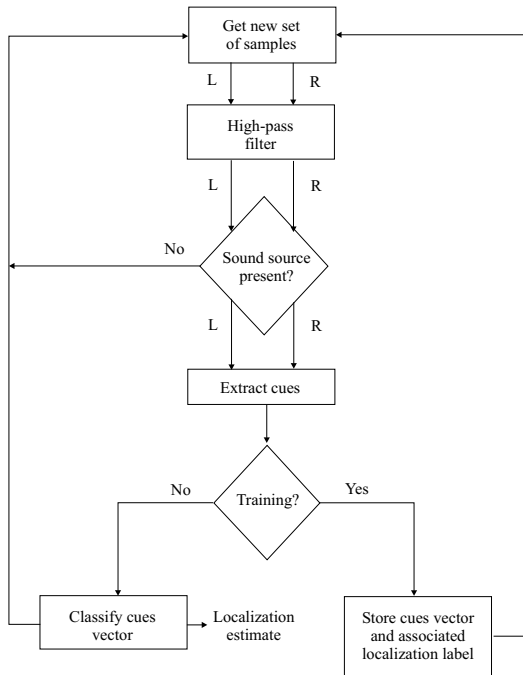 Get new set
of samples
L R
High-pass
filter
L R
No
Sound source
present?
L R
Extract cues
No
Training?
Yes
Classify cues
vector
Localization
estimate
Store cues vector
and associated
localization label